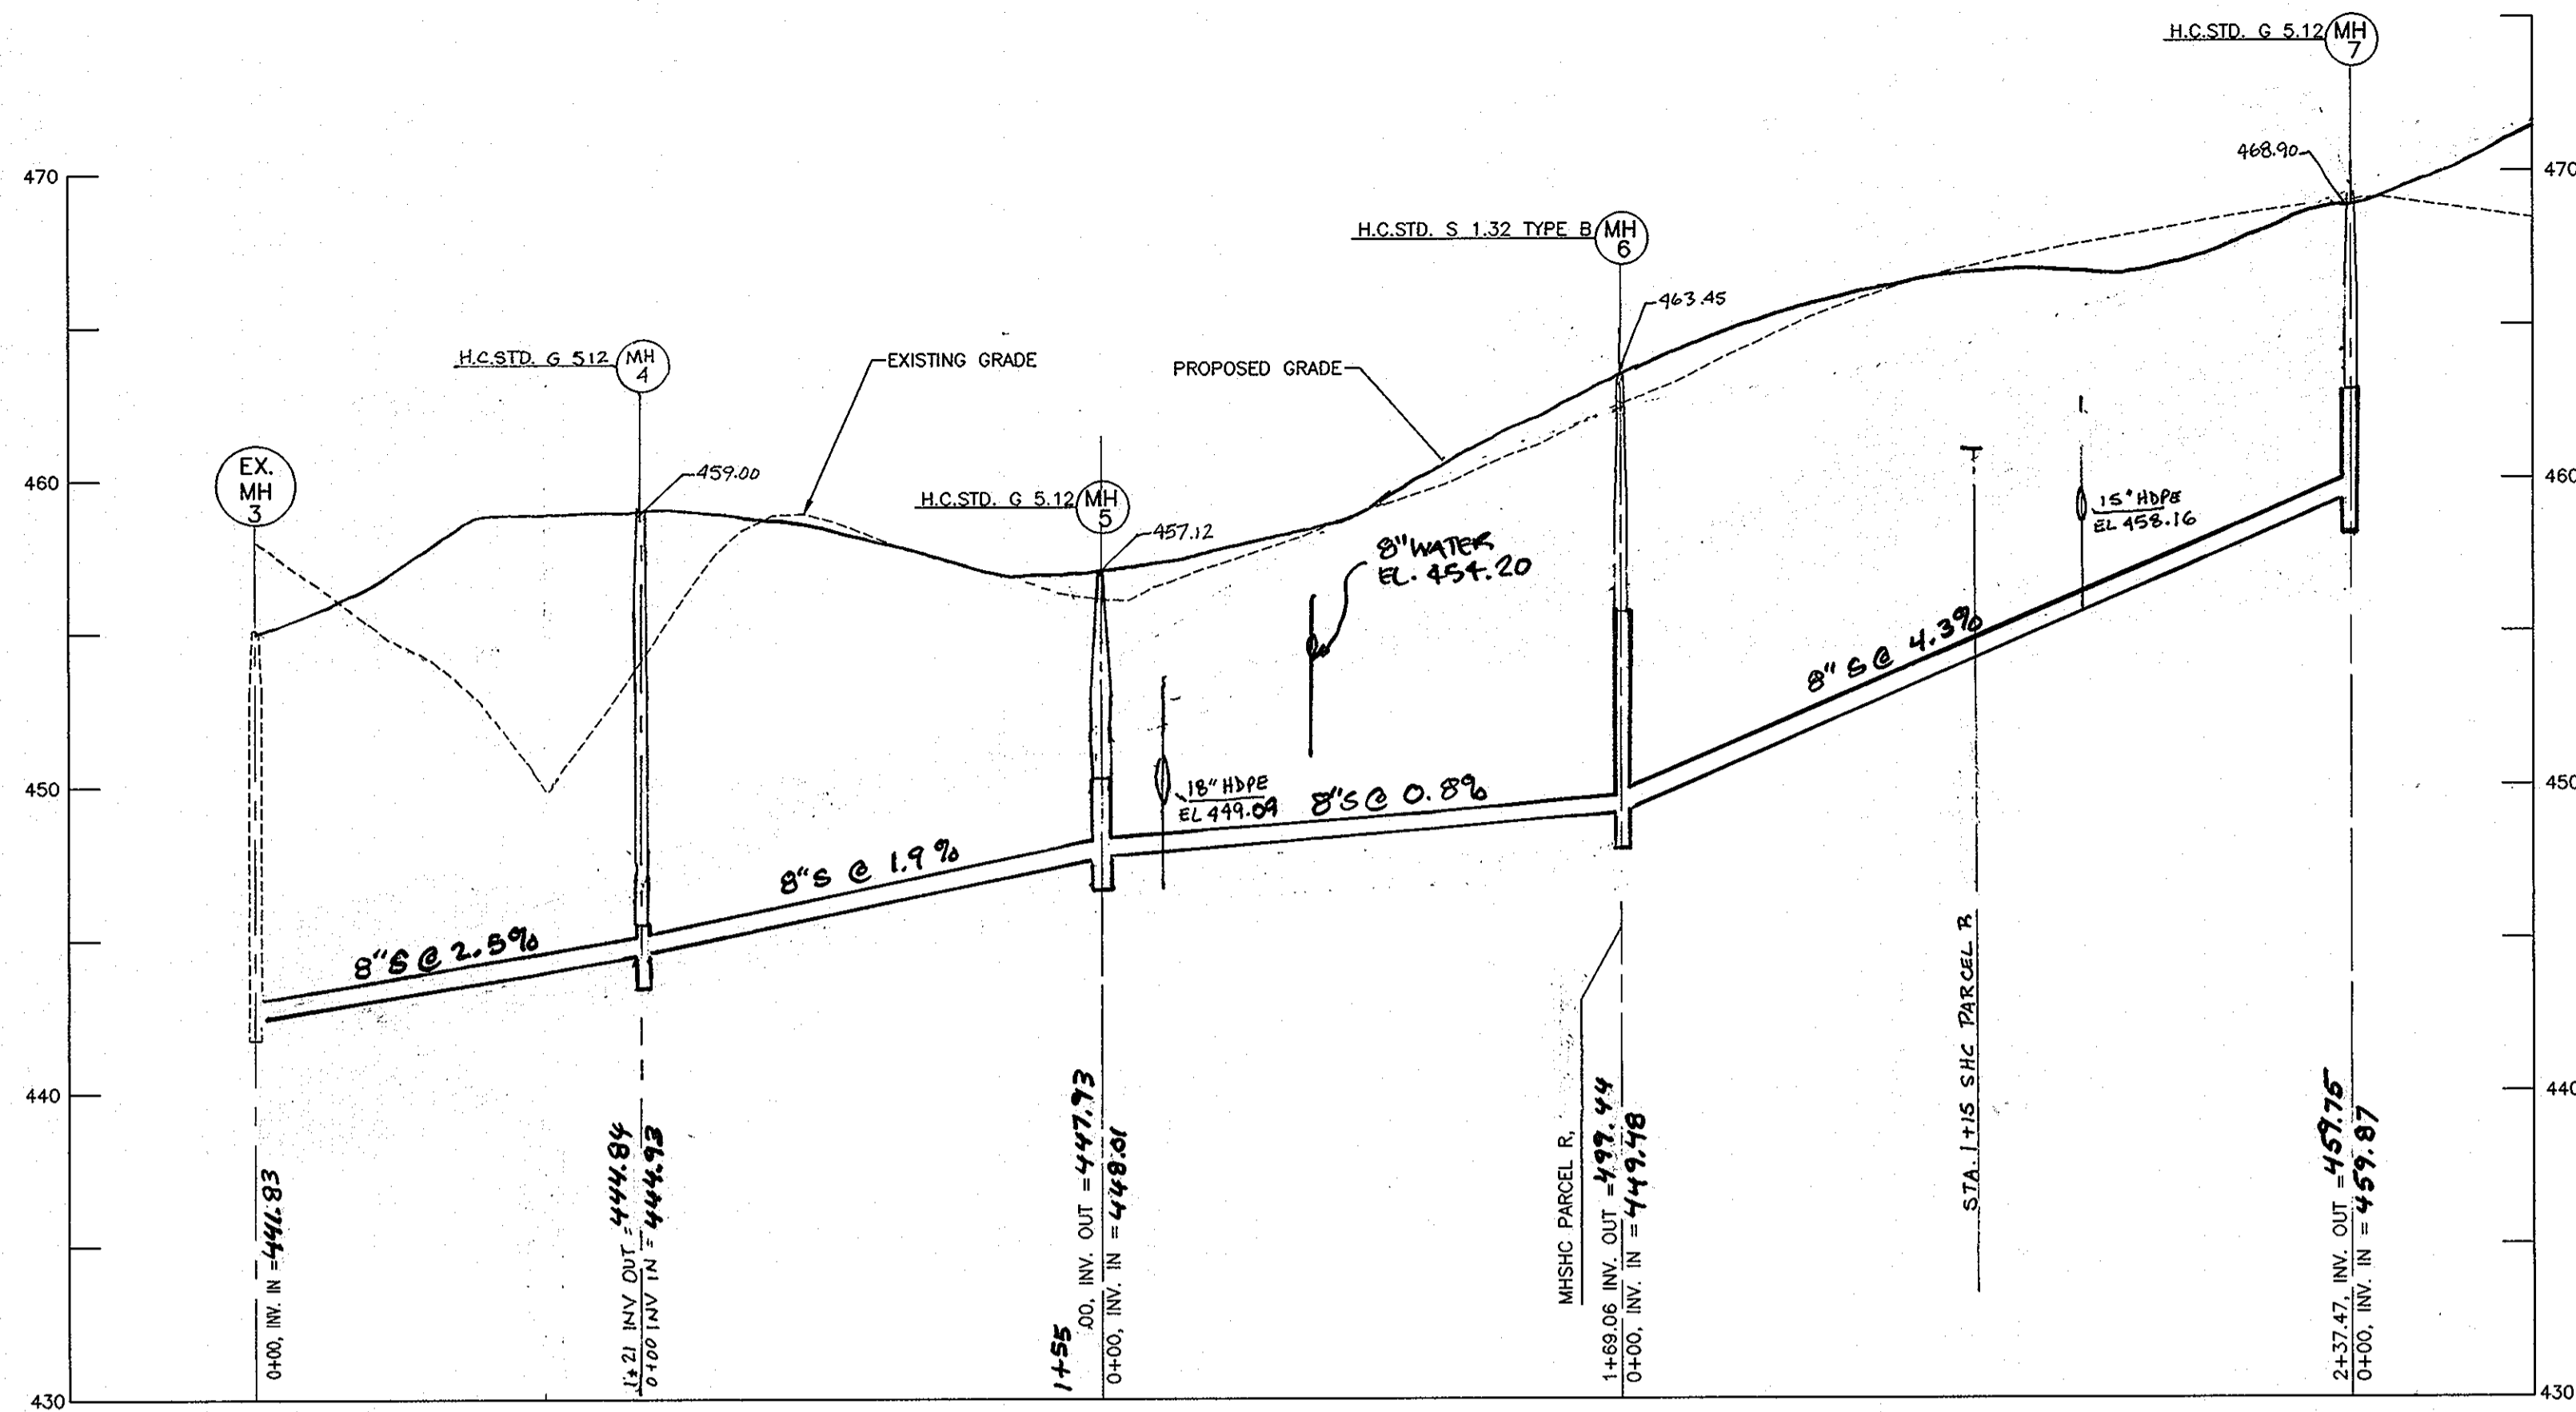 H.C.STD. G 5.12
MH
7
470
470
468.90
H.C.STD. S 1.32 TYPE B
MH
6
463.45
H.C.STD. G 5.12
MH
4
EXISTING GRADE
PROPOSED GRADE
460
460
EX.
MH
3
459.00
H.C.STD. G 5.12
MH
5
457.12
8" WATER
EL. 454.20
15" HDPE
EL 458.16
8" S @ 4.3%
450
450
18" HDPE
EL 449.09
8"S @ 0.8%
8"S @ 1.9%
8"S @ 2.5%
440
440
0+00, INV. IN = 441.83
1+21 INV OUT = 444.84
0+00 INV IN = 444.93
1+55 .00, INV. OUT = 447.93
0+00, INV. IN = 448.01
MHSHC PARCEL R,
1+69.06 INV. OUT = 499.44
0+00, INV. IN = 449.48
STA. 1+15 SHC PARCEL R
2+37.47, INV. OUT = 459.75
0+00, INV. IN = 459.87
430
430